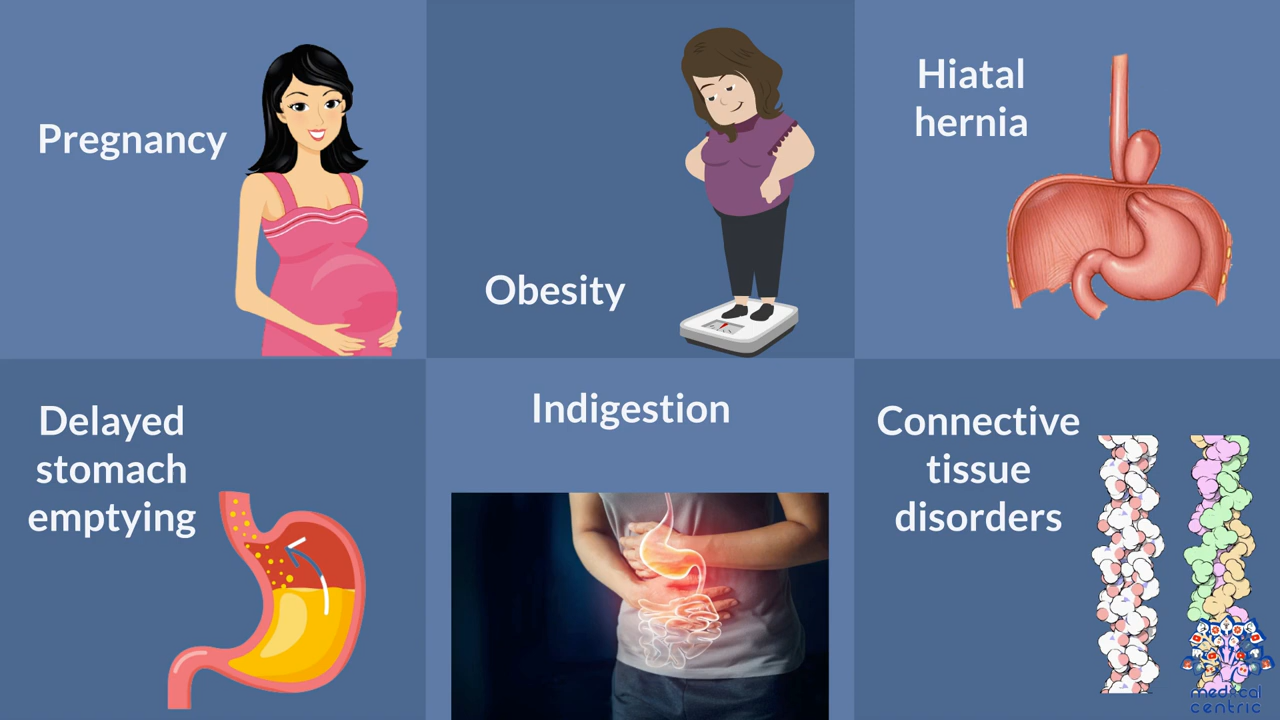 Pregnancy
Obesity
Hiatal
hernia
Delayed
stomach
emptying
Indigestion
Connective
tissue
disorders
medical
centric